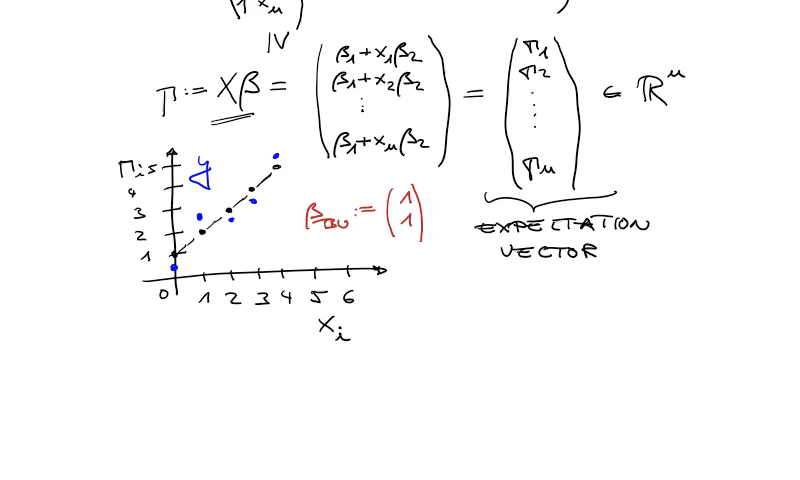 IV
β1+x1β2
μ := Xβ = β1+x2β2 = μ1 μ2 ⋮ μn ∈ ℝⁿ
⋮
β1+xnβ2
μi 5
y
4
3
2
1
β := (1 1)
EXPECTATION
VECTOR
0 1 2 3 4 5 6
xi